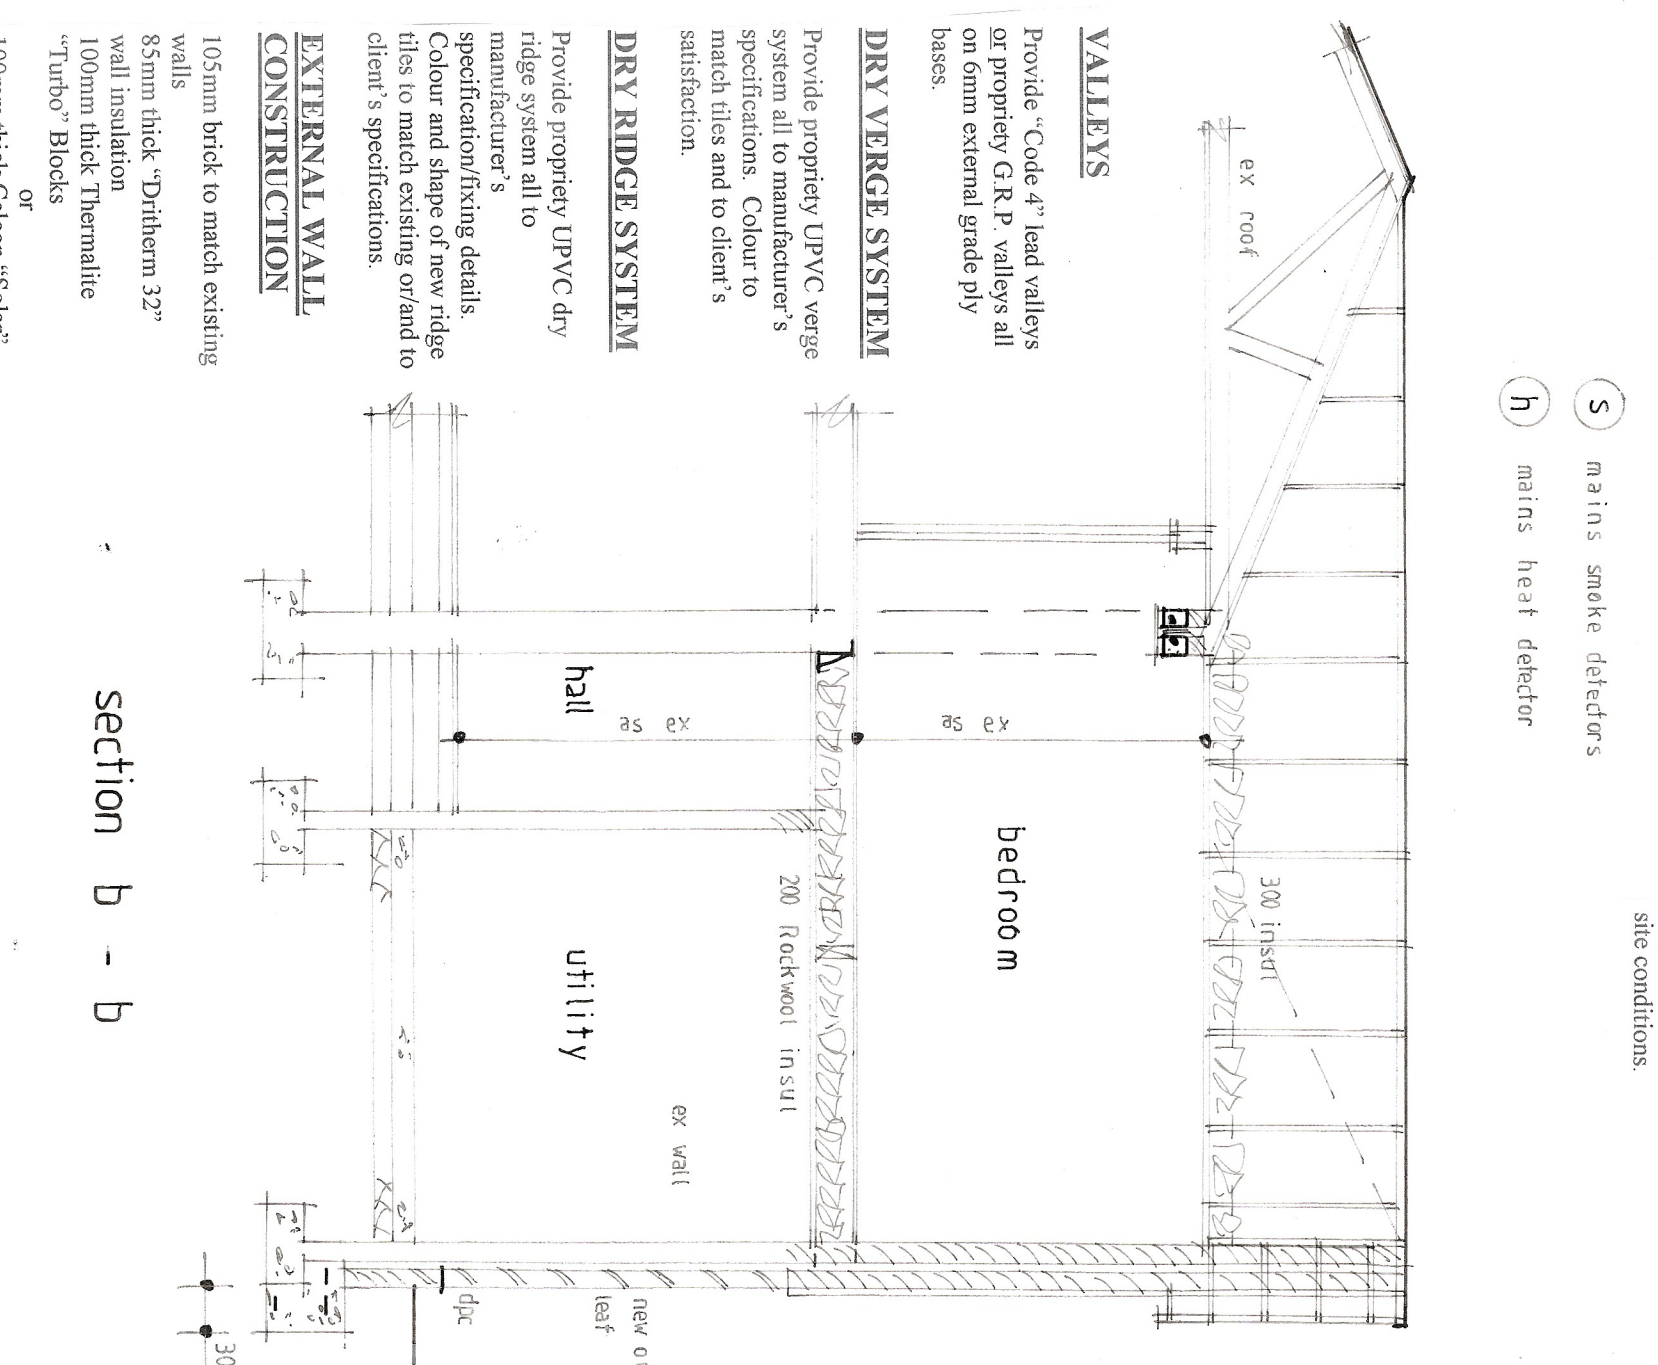 VALLEYS
Provide “Code 4” lead valleys
or propriety G.R.P. valleys all
on 6mm external grade ply
bases.
DRY VERGE SYSTEM
Provide propriety UPVC verge
system all to manufacturer's
specifications. Colour to
match tiles and to client's
satisfaction.
DRY RIDGE SYSTEM
Provide propriety UPVC dry
ridge system all to
manufacturer's
specification/fixing details.
Colour and shape of new ridge
tiles to match existing or/and to
client's specifications.
EXTERNAL WALL
CONSTRUCTION
105mm brick to match existing
walls
85mm thick “Dritherm 32”
wall insulation
100mm thick Thermalite
“Turbo” Blocks
or
site conditions.
s mains smoke detectors
h mains heat detector
ex roof
300 insul
bedroom
as ex
as ex
200 Rockwool insul
hall
utility
ex wall
new
leaf
dpc
30
section b - b